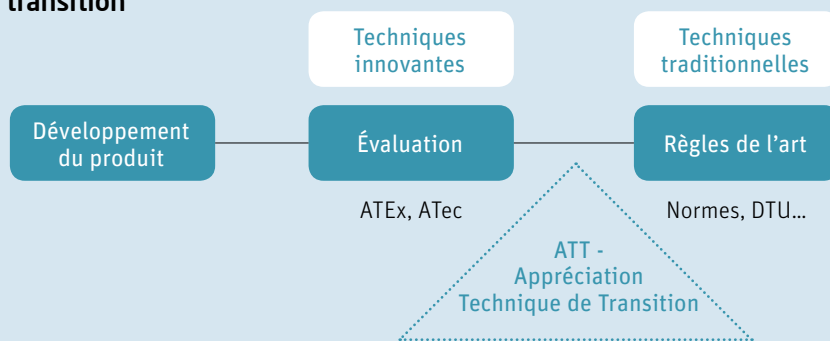 transition
Techniques
innovantes
Techniques
traditionnelles
Développement
du produit
Évaluation
Règles de l'art
ATEx, ATec
Normes, DTU...
ATT -
Appréciation
Technique de Transition